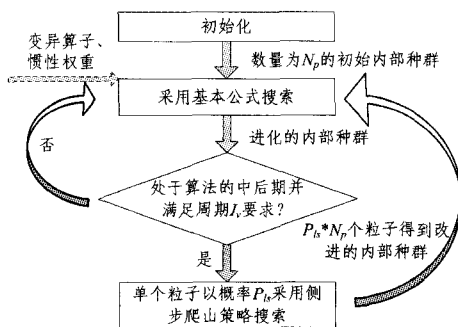 初始化
变异算子、
惯性权重
数量为Np的初始内部种群
采用基本公式搜索
否
进化的内部种群
处于算法的中后期并
满足周期Iv要求?
Pls*Np个粒子得到改
进的内部种群
是
单个粒子以概率Pls采用侧
步爬山策略搜索